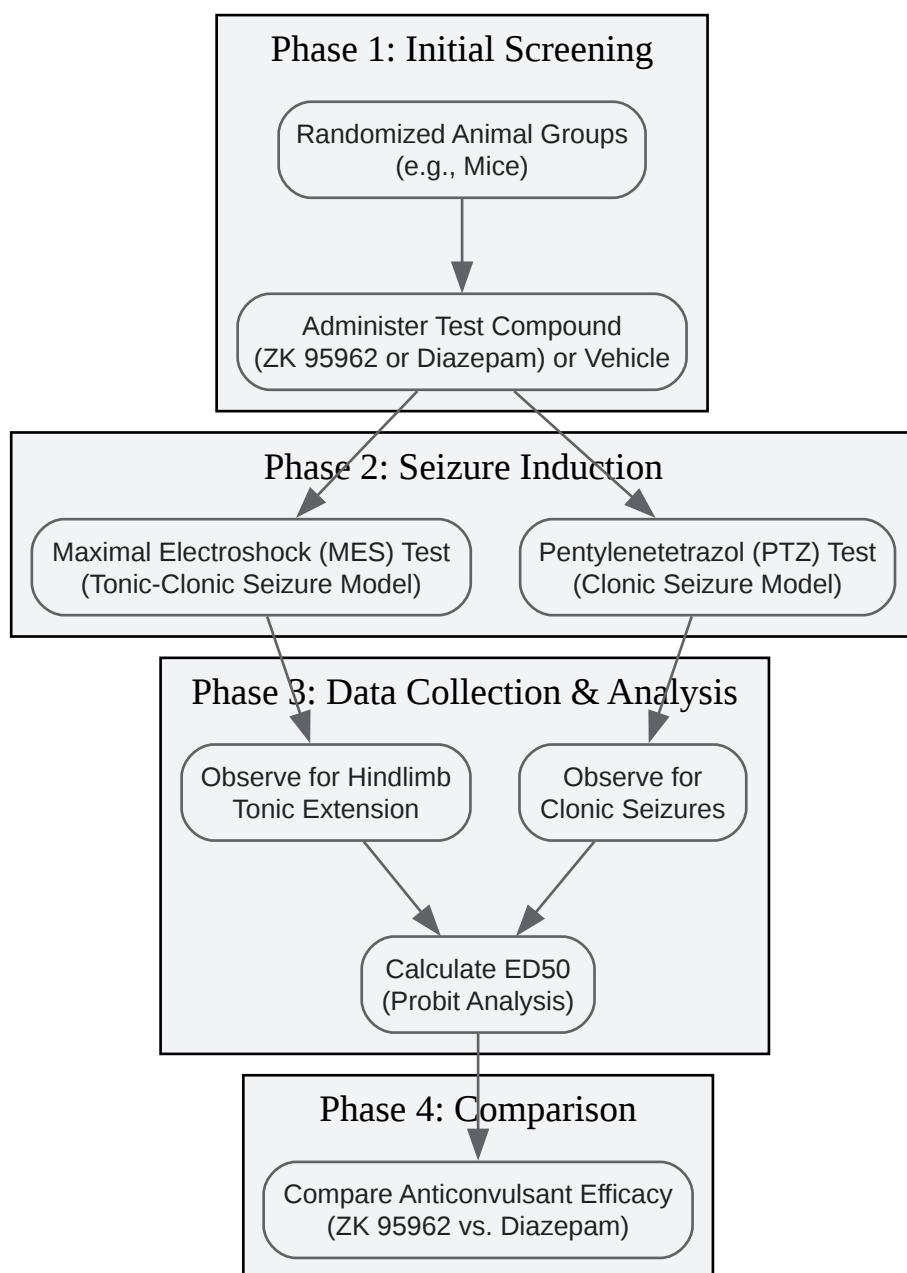 Phase 1: Initial Screening
Randomized Animal Groups
(e.g., Mice)
Administer Test Compound
(ZK 95962 or Diazepam) or Vehicle
Phase 2: Seizure Induction
Maximal Electroshock (MES) Test
(Tonic-Clonic Seizure Model)
Pentylenetetrazol (PTZ) Test
(Clonic Seizure Model)
Phase 3: Data Collection & Analysis
Observe for Hindlimb
Tonic Extension
Observe for
Clonic Seizures
Calculate ED50
(Probit Analysis)
Phase 4: Comparison
Compare Anticonvulsant Efficacy
(ZK 95962 vs. Diazepam)